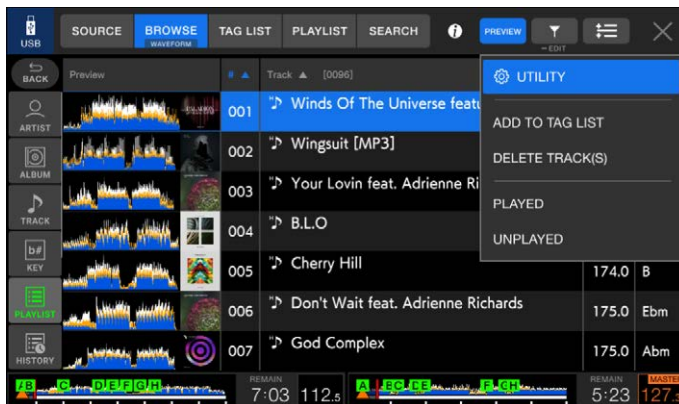 USB
SOURCE
BROWSE
WAVEFORM
TAG LIST
PLAYLIST
SEARCH
i
PREVIEW
EDIT
BACK
Preview
# ▲
Track ▲ [0096]
UTILITY
ADD TO TAG LIST
DELETE TRACK(S)
PLAYED
UNPLAYED
ARTIST
ALBUM
TRACK
b#
KEY
PLAYLIST
HISTORY
001 Winds Of The Universe featu
002 Wingsuit [MP3]
003 Your Lovin feat. Adrienne Ri
004 B.L.O
005 Cherry Hill 174.0 B
006 Don't Wait feat. Adrienne Richards 175.0 Ebm
007 God Complex 175.0 Abm
A B C D E F G H
REMAIN
7:03 112.5
A B C D E F G H
REMAIN
5:23
MASTE
127.